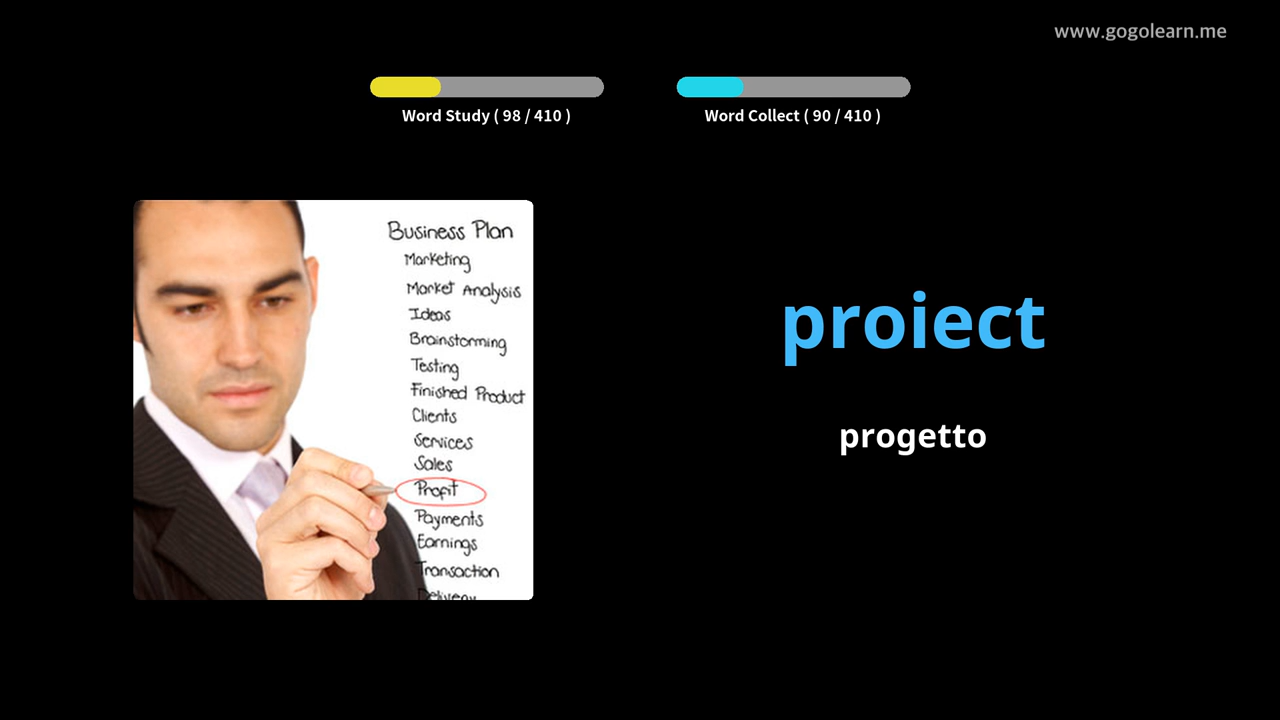 www.gogolearn.me
Word Study ( 98 / 410 )
Word Collect ( 90 / 410 )
Business Plan
Marketing
Market Analysis
Ideas
Brainstorming
Testing
Finished Product
Clients
Services
Sales
Profit
Payments
Earnings
Transaction
Delivery
proiect
progetto